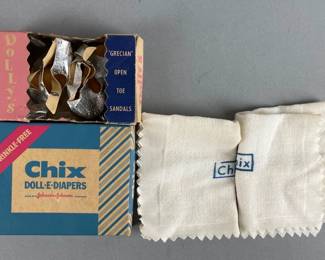 DOLLY'S
"GRECIAN"
OPEN
TOE
SANDALS
WRINKLE-FREE
Chix
DOLL-E-DIAPERS
Johnson & Johnson
Chix